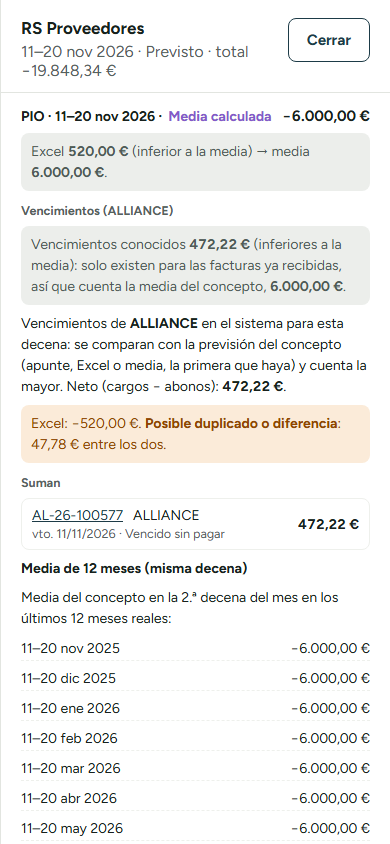 RS Proveedores
11–20 nov 2026 · Previsto · total
−19.848,34 €
Cerrar
PIO · 11–20 nov 2026 · Media calculada −6.000,00 €
Excel 520,00 € (inferior a la media) → media
6.000,00 €.
Vencimientos (ALLIANCE)
Vencimientos conocidos 472,22 € (inferiores a la
media): solo existen para las facturas ya recibidas,
así que cuenta la media del concepto, 6.000,00 €.
Vencimientos de ALLIANCE en el sistema para esta
decena: se comparan con la previsión del concepto
(apunte, Excel o media, la primera que haya) y cuenta la
mayor. Neto (cargos − abonos): 472,22 €.
Excel: −520,00 €. Posible duplicado o diferencia:
47,78 € entre los dos.
Suman
AL-26-100577 ALLIANCE
vto. 11/11/2026 · Vencido sin pagar
472,22 €
Media de 12 meses (misma decena)
Media del concepto en la 2.ª decena del mes en los
últimos 12 meses reales:
11–20 nov 2025 −6.000,00 €
11–20 dic 2025 −6.000,00 €
11–20 ene 2026 −6.000,00 €
11–20 feb 2026 −6.000,00 €
11–20 mar 2026 −6.000,00 €
11–20 abr 2026 −6.000,00 €
11–20 may 2026 −6.000,00 €